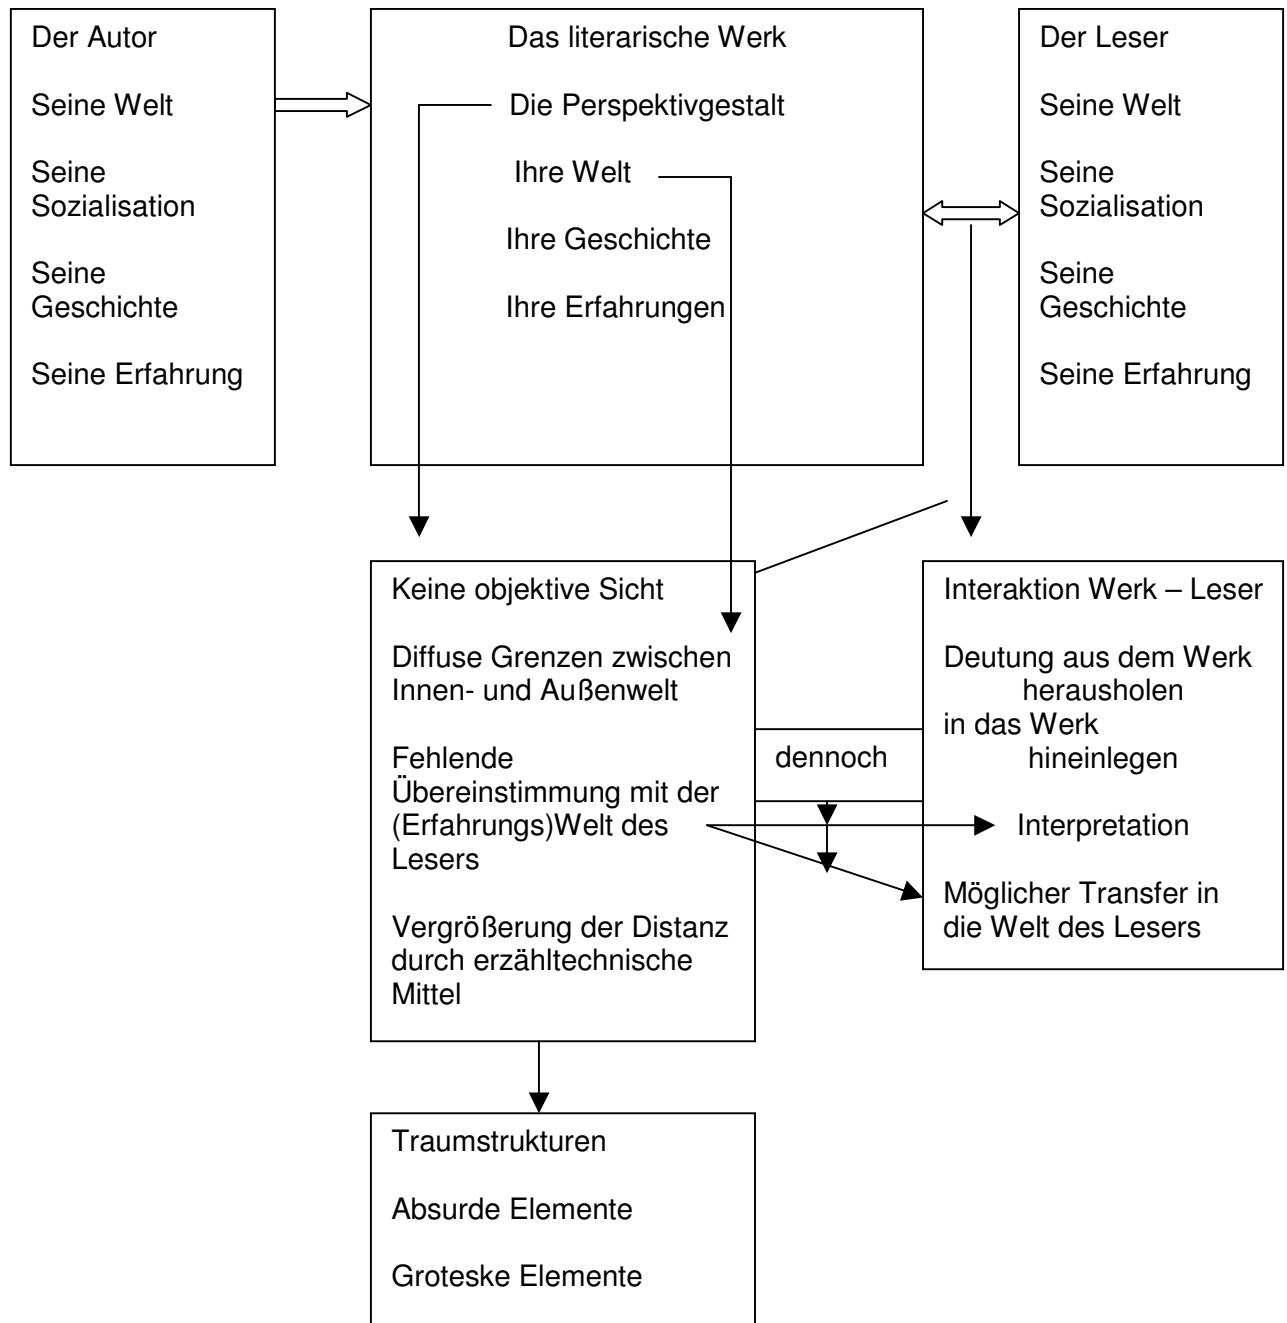 Der Autor
Seine Welt
Seine
Sozialisation
Seine
Geschichte
Seine Erfahrung
Das literarische Werk
Die Perspektivgestalt
Ihre Welt
Ihre Geschichte
Ihre Erfahrungen
Der Leser
Seine Welt
Seine
Sozialisation
Seine
Geschichte
Seine Erfahrung
Keine objektive Sicht
Diffuse Grenzen zwischen
Innen- und Außenwelt
Fehlende
Übereinstimmung mit der
(Erfahrungs)Welt des
Lesers
Vergrößerung der Distanz
durch erzähltechnische
Mittel
dennoch
Interaktion Werk – Leser
Deutung aus dem Werk
herausholen
in das Werk
hineinlegen
Interpretation
Möglicher Transfer in
die Welt des Lesers
Traumstrukturen
Absurde Elemente
Groteske Elemente